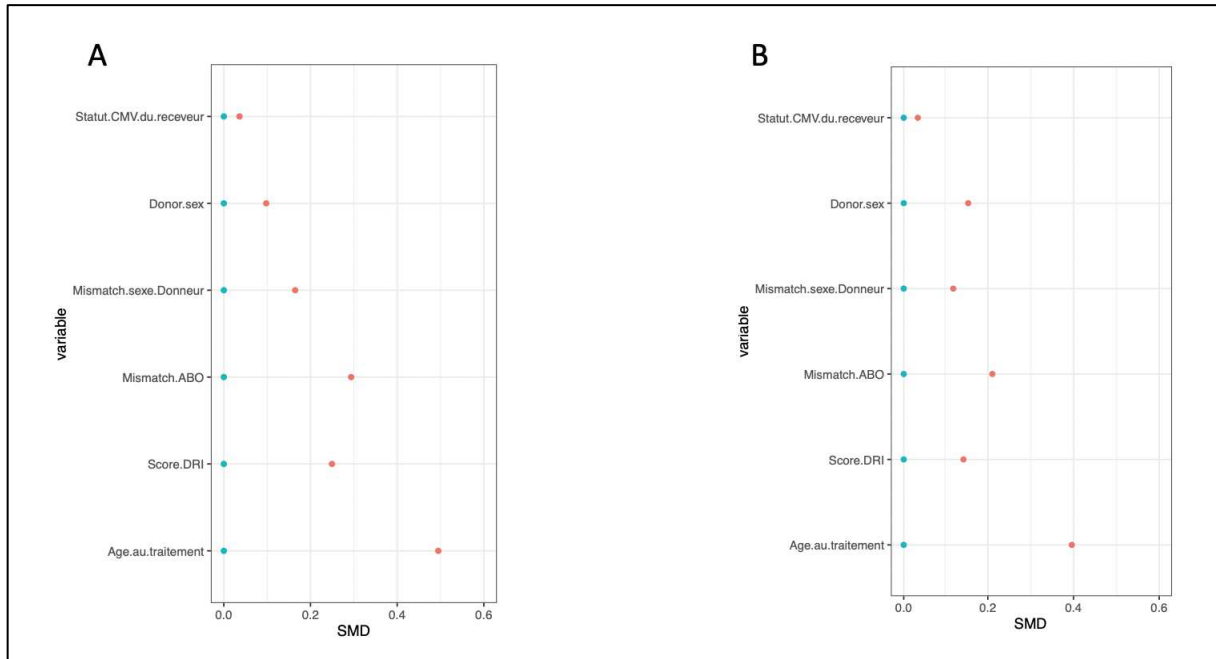 A
Statut.CMV.du.receveur
Donor.sex
Mismatch.sexe.Donneur
Mismatch.ABO
Score.DRI
Age.au.traitement
variable
0.0 0.2 0.4 0.6
SMD
B
Statut.CMV.du.receveur
Donor.sex
Mismatch.sexe.Donneur
Mismatch.ABO
Score.DRI
Age.au.traitement
variable
0.0 0.2 0.4 0.6
SMD